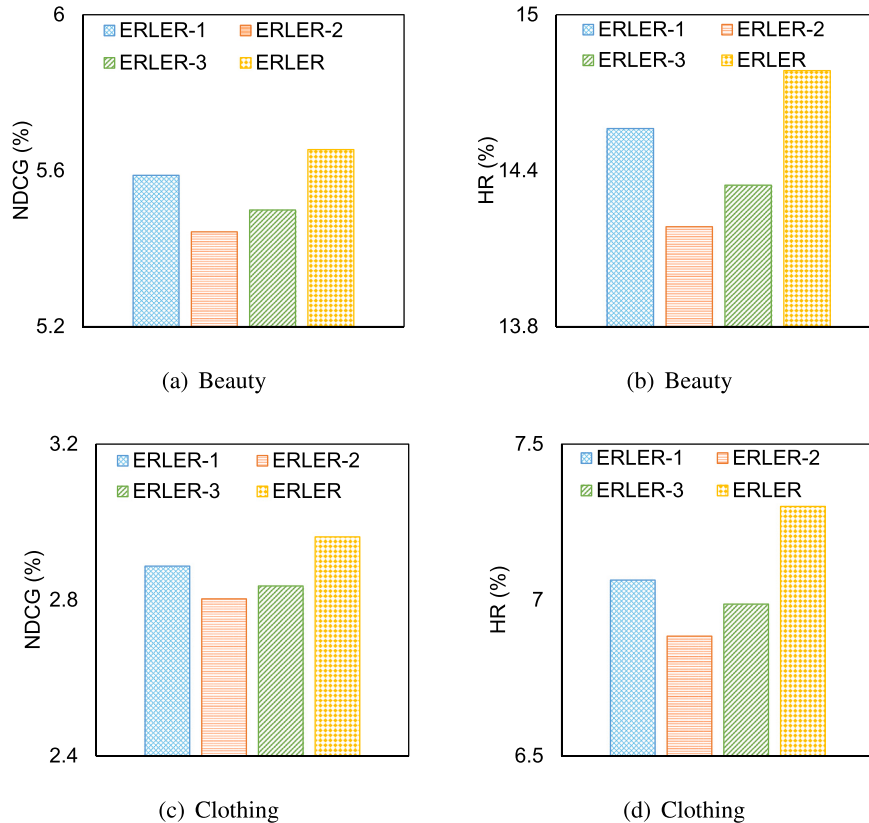 6
ERLER-1 ERLER-2
ERLER-3 ERLER
NDCG (%)
5.6
5.2
(a) Beauty
15
ERLER-1 ERLER-2
ERLER-3 ERLER
HR (%)
14.4
13.8
(b) Beauty
3.2
ERLER-1 ERLER-2
ERLER-3 ERLER
NDCG (%)
2.8
2.4
(c) Clothing
7.5
ERLER-1 ERLER-2
ERLER-3 ERLER
HR (%)
7
6.5
(d) Clothing